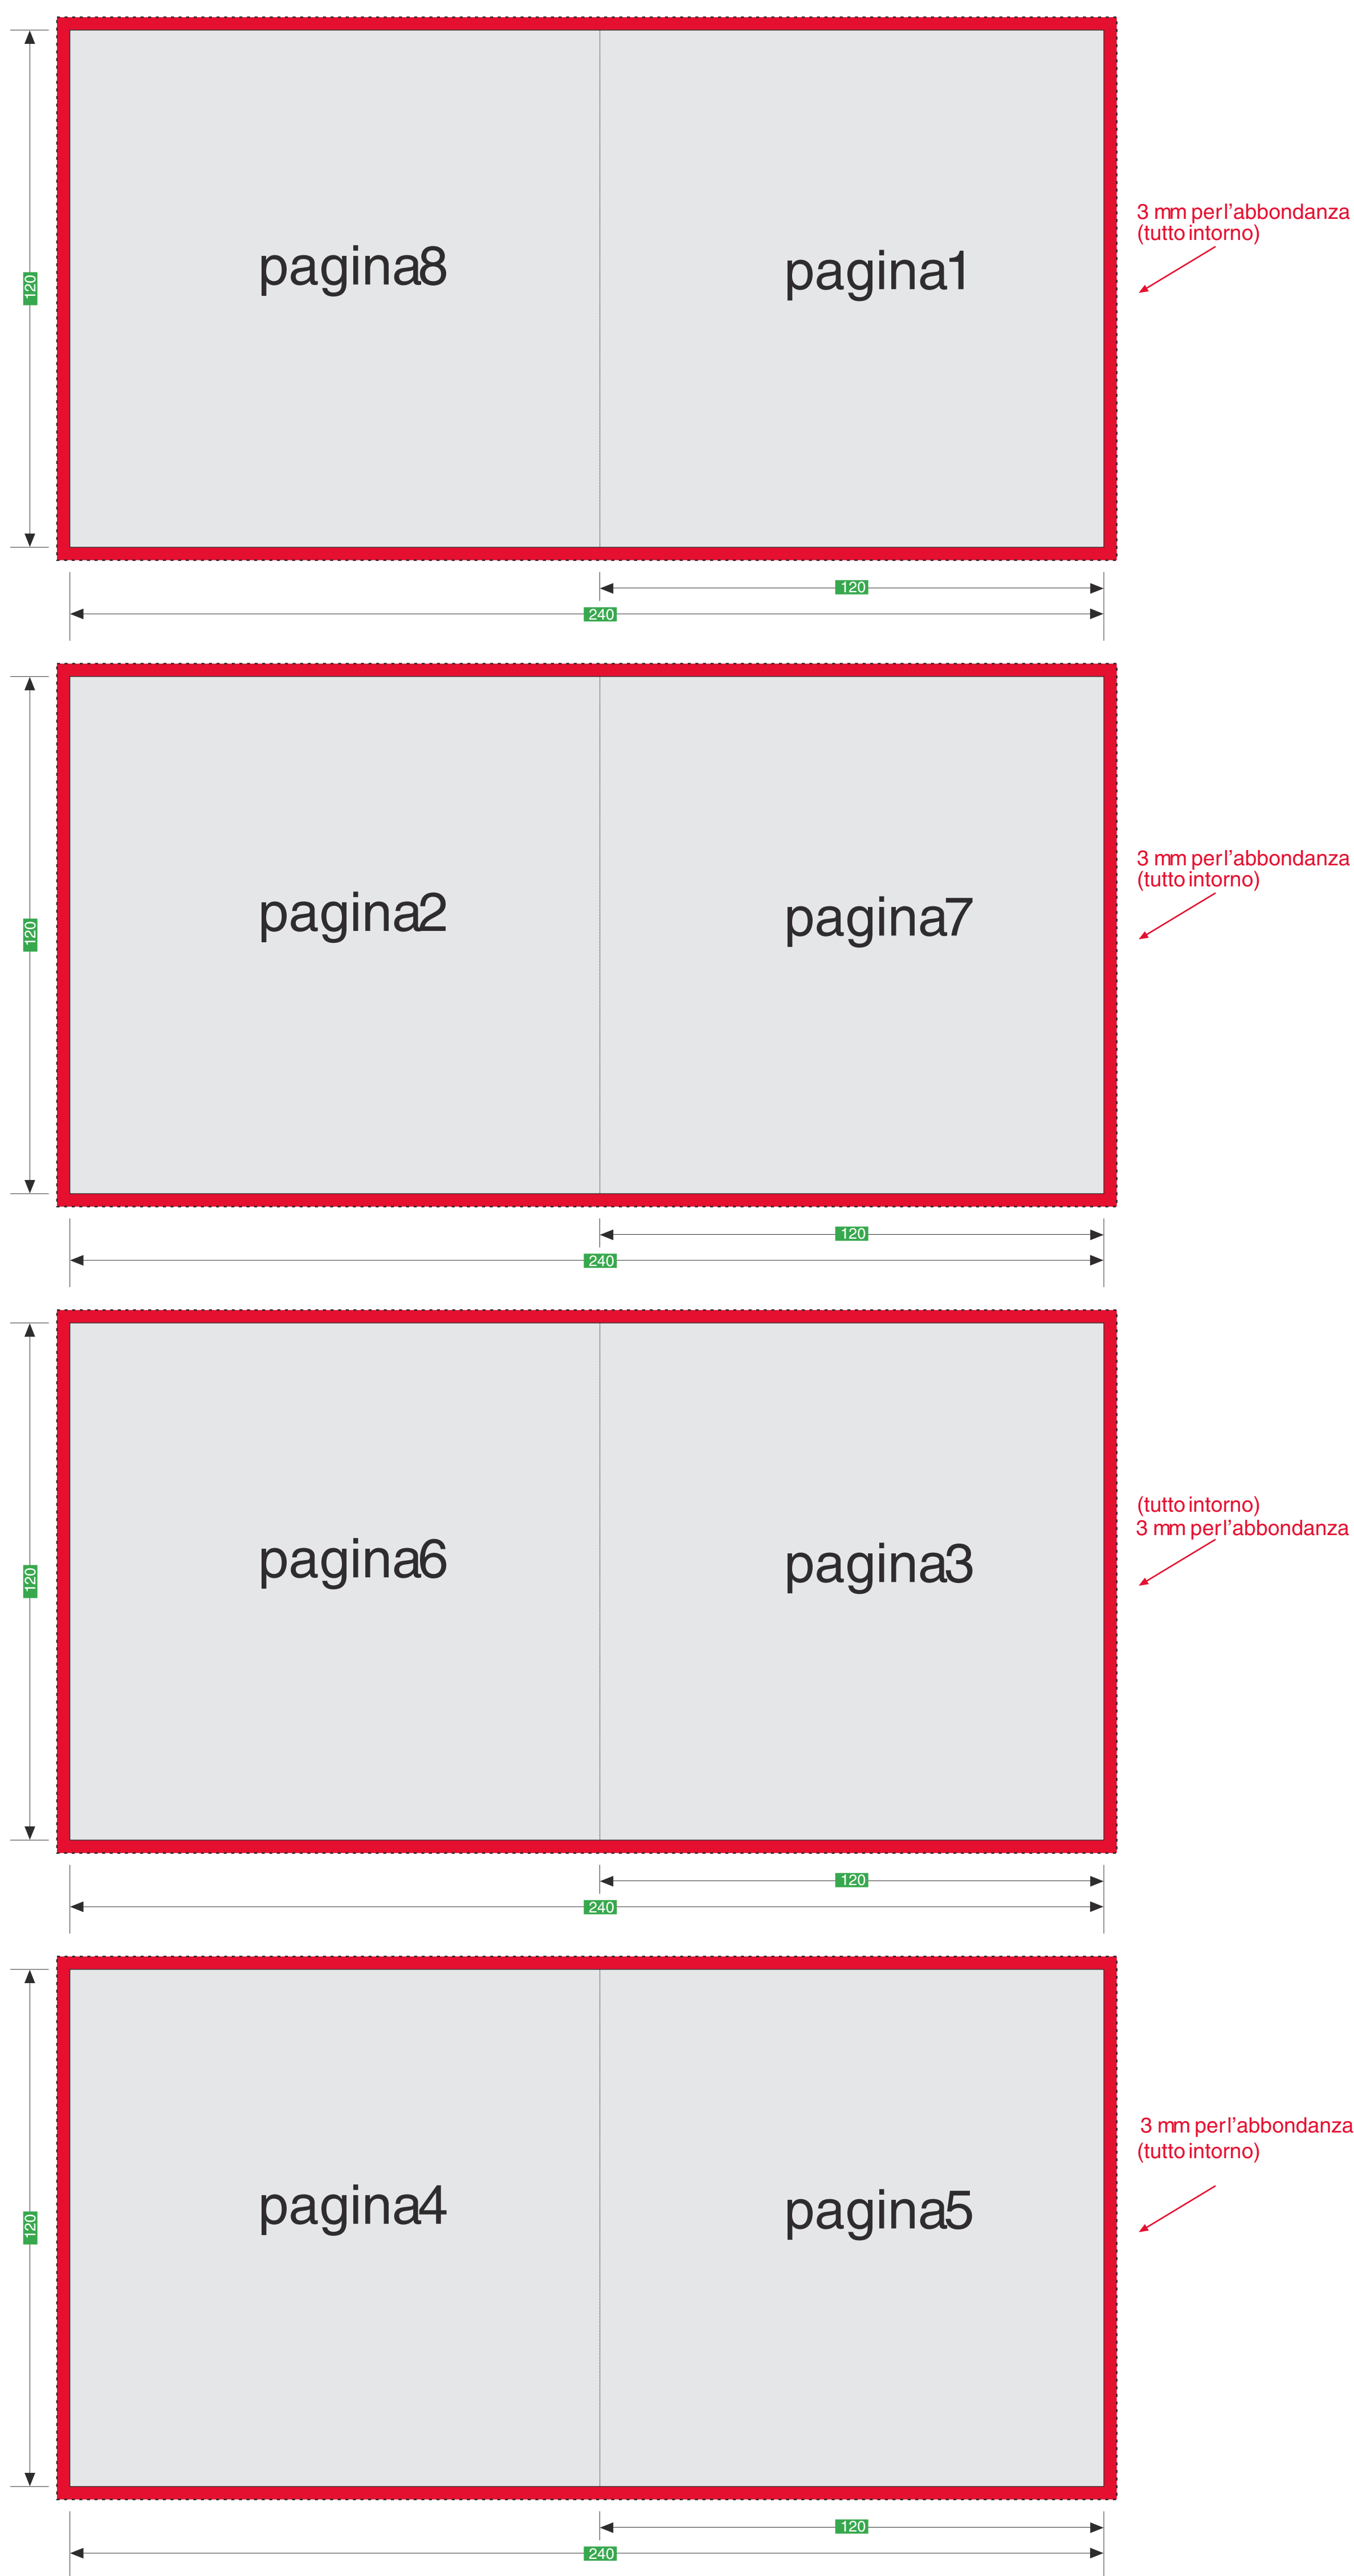 pagina8
pagina1
3 mm per l'abbondanza
(tutto intorno)
120
120
240
pagina2
pagina7
3 mm per l'abbondanza
(tutto intorno)
120
120
240
pagina6
pagina3
(tutto intorno)
3 mm per l'abbondanza
120
120
240
pagina4
pagina5
3 mm per l'abbondanza
(tutto intorno)
120
120
240